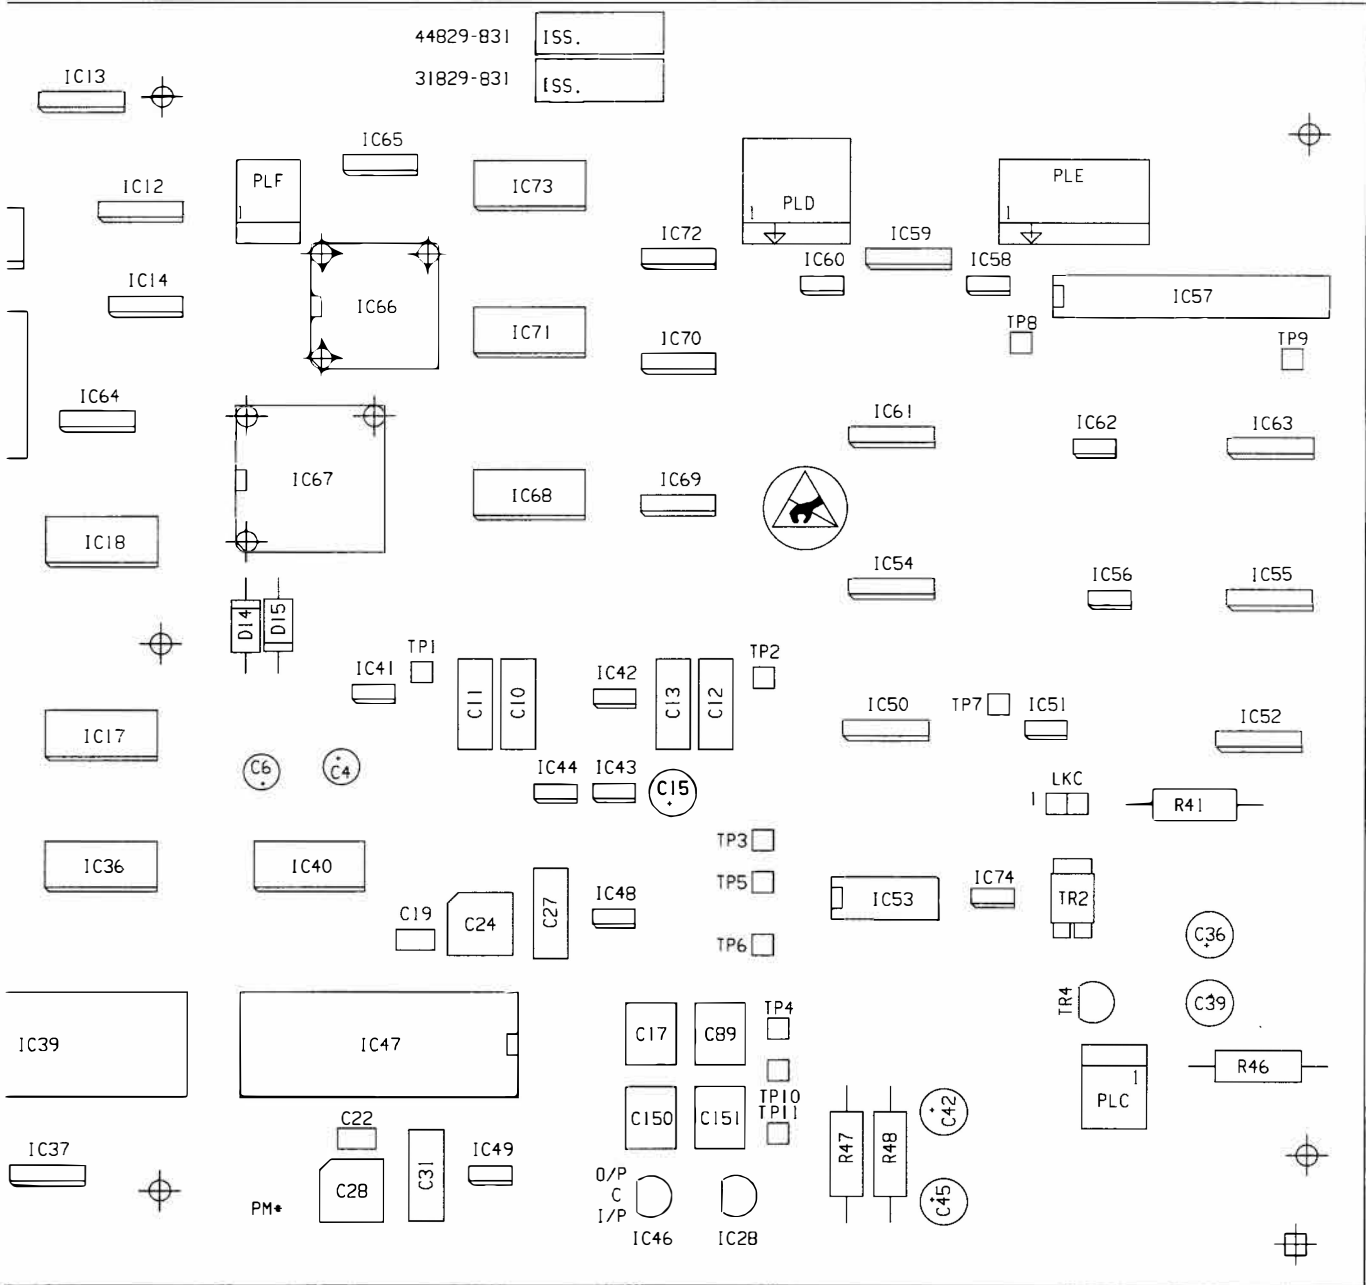 44829-831 ISS.
31829-831 ISS.
IC13
IC65
IC12
PLF
1
IC73
PLD
1
PLE
1
IC72
IC59
IC60
IC58
IC14
IC66
IC57
IC71
IC70
TP8
TP9
IC64
IC61
IC62
IC63
IC67
IC68
IC69
IC18
IC54
IC56
IC55
D14
D15
TP1
TP2
IC41
IC42
C11
C10
C13
C12
IC50
TP7
IC51
IC52
IC17
C6
C4
IC44
IC43
C15
LKC
1
R41
TP3
IC36
IC40
TP5
IC53
IC74
TR2
C19
C24
C27
IC48
TP6
C36
TR4
C39
TP4
IC39
IC47
C17
C89
R46
1
PLC
TP10
TP11
C150
C151
C22
C42
R47
R48
IC37
IC49
C31
C28
PM*
O/P
C
I/P
C45
IC46
IC28